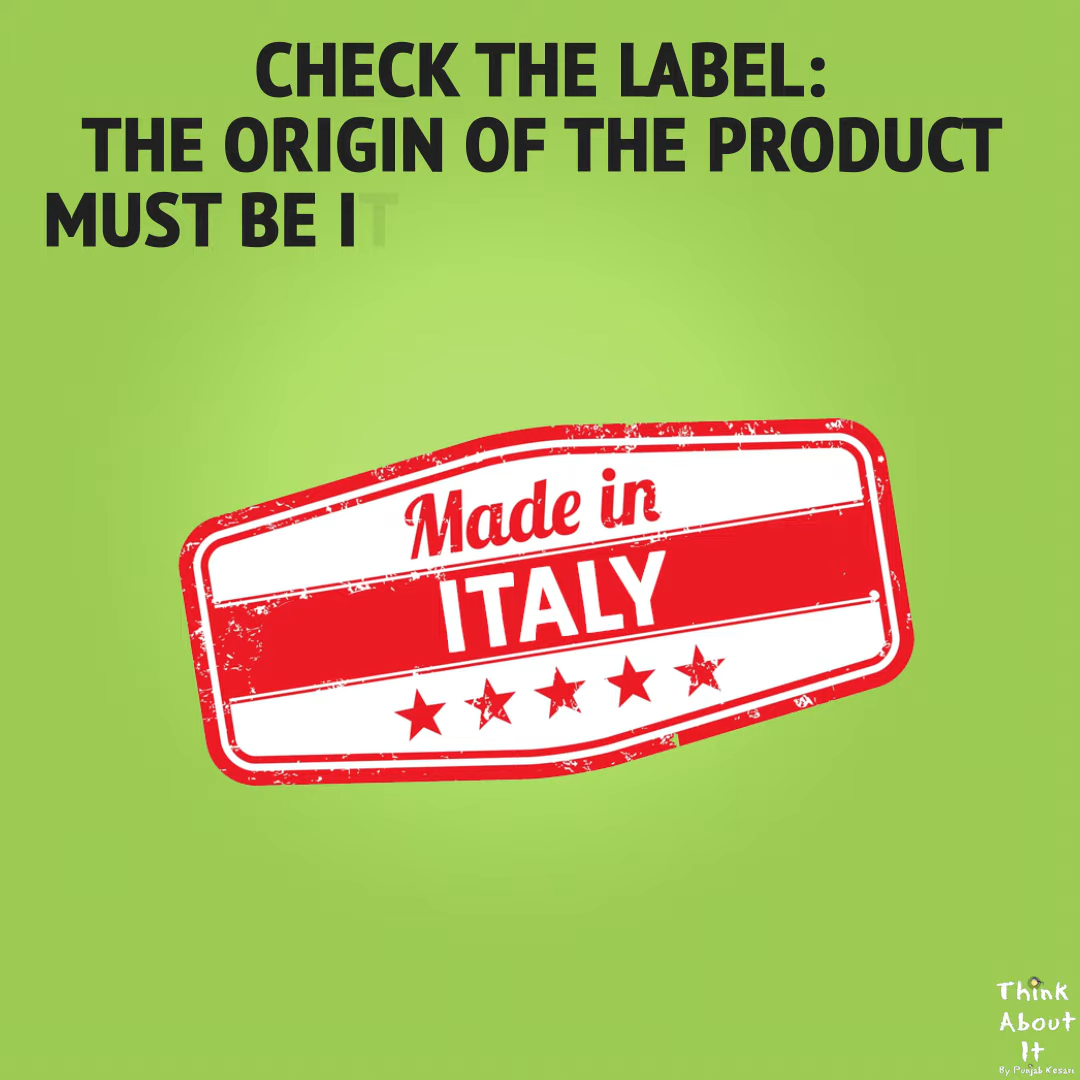 CHECK THE LABEL:
THE ORIGIN OF THE PRODUCT
MUST BE IT
Made in
ITALY
Think
About
It
By Punjab Kesari